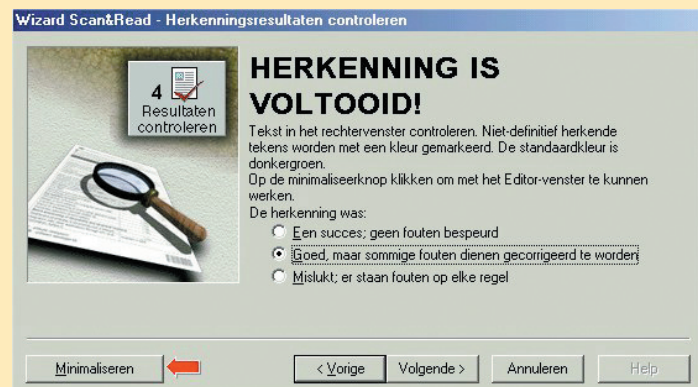 Wizard Scan&Read - Herkenningsresultaten controleren
4
Resultaten
controleren
HERKENNING IS
VOLTOOID!
Tekst in het rechtervenster controleren. Niet-definitief herkende
tekens worden met een kleur gemarkeerd. De standaardkleur is
donkergroen.
Op de minimaliseerknop klikken om met het Editor-venster te kunnen
werken.
De herkenning was:
Een succes; geen fouten bespeurd
Goed, maar sommige fouten dienen gecorrigeerd te worden
Mislukt; er staan fouten op elke regel
Minimaliseren
< Vorige
Volgende >
Annuleren
Help